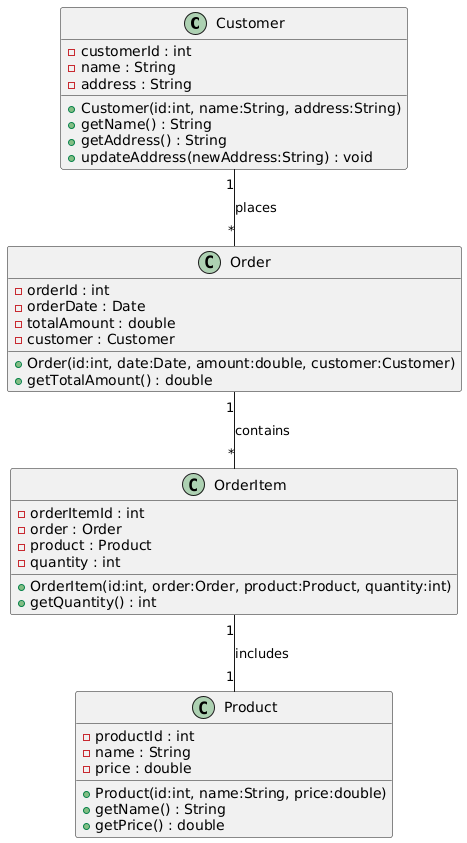 C Customer
customerId : int
name : String
address : String
Customer(id:int, name:String, address:String)
getName() : String
getAddress() : String
updateAddress(newAddress:String) : void
1
places
*
C Order
orderId : int
orderDate : Date
totalAmount : double
customer : Customer
Order(id:int, date:Date, amount:double, customer:Customer)
getTotalAmount() : double
1
contains
*
C OrderItem
orderItemId : int
order : Order
product : Product
quantity : int
OrderItem(id:int, order:Order, product:Product, quantity:int)
getQuantity() : int
1
includes
1
C Product
productId : int
name : String
price : double
Product(id:int, name:String, price:double)
getName() : String
getPrice() : double